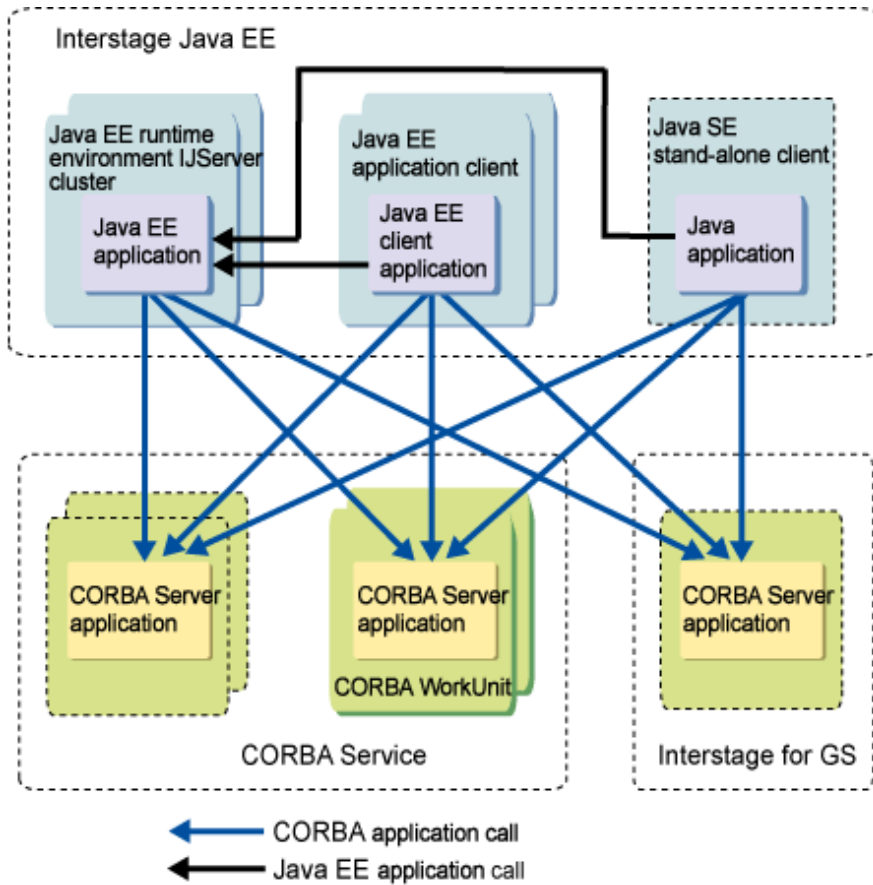 Interstage Java EE
Java EE runtime
environment IJServer
cluster
Java EE
application
Java EE
application client
Java EE
client
application
Java SE
stand-alone client
Java
application
CORBA Server
application
CORBA Server
application
CORBA WorkUnit
CORBA Server
application
CORBA Service
Interstage for GS
CORBA application call
Java EE application call